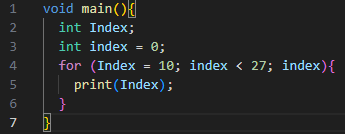 1 void main(){
2 int Index;
3 int index = 0;
4 for (Index = 10; index < 27; index){
5 print(Index);
6 }
7 }